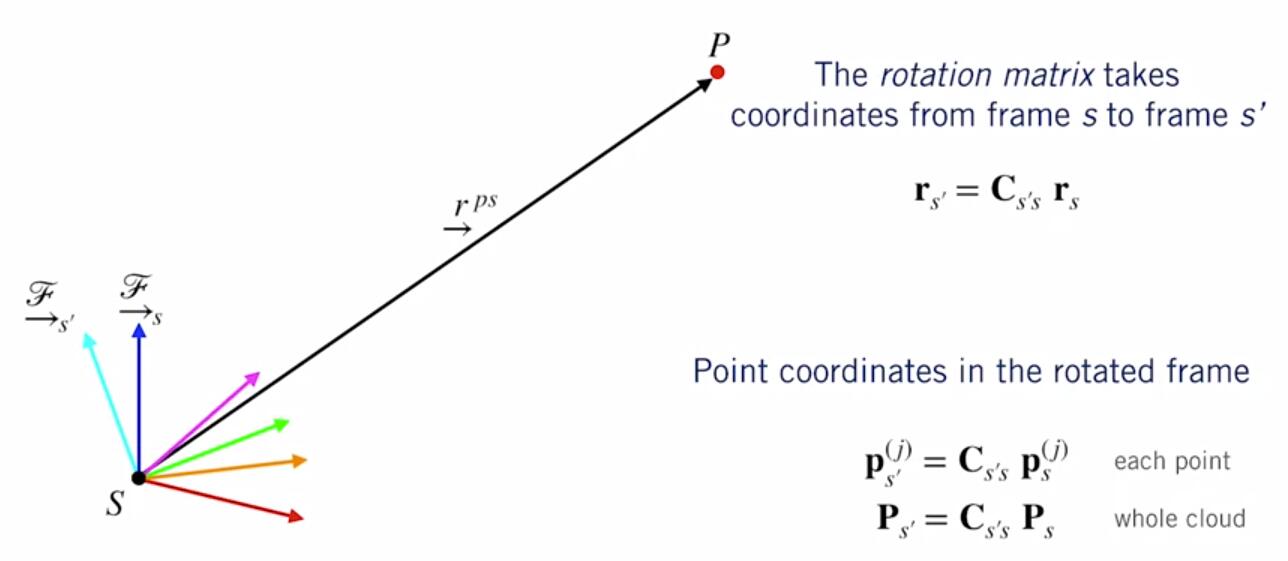 P
The rotation matrix takes
coordinates from frame s to frame s'
r_{s'} = C_{s's} r_s
r^{ps}
ℱ_{s'}
ℱ_s
S
Point coordinates in the rotated frame
p_{s'}^{(j)} = C_{s's} p_s^{(j)} each point
P_{s'} = C_{s's} P_s whole cloud